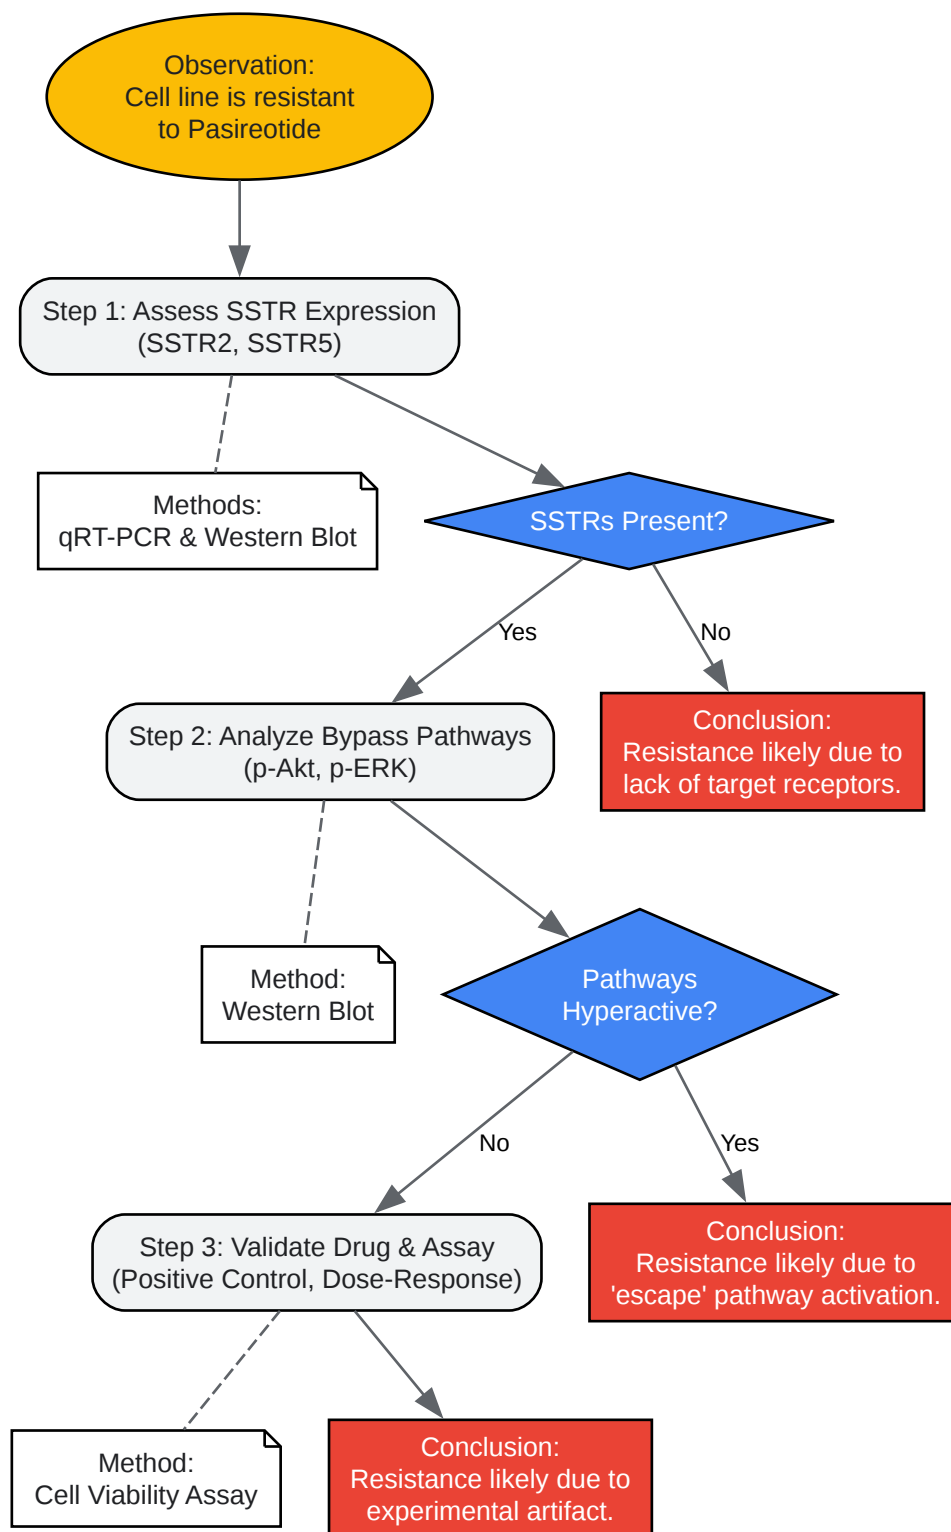 Observation:
Cell line is resistant
to Pasireotide
Step 1: Assess SSTR Expression
(SSTR2, SSTR5)
Methods:
qRT-PCR & Western Blot
SSTRs Present?
Yes
No
Step 2: Analyze Bypass Pathways
(p-Akt, p-ERK)
Conclusion:
Resistance likely due to
lack of target receptors.
Method:
Western Blot
Pathways
Hyperactive?
No
Yes
Step 3: Validate Drug & Assay
(Positive Control, Dose-Response)
Conclusion:
Resistance likely due to
'escape' pathway activation.
Method:
Cell Viability Assay
Conclusion:
Resistance likely due to
experimental artifact.